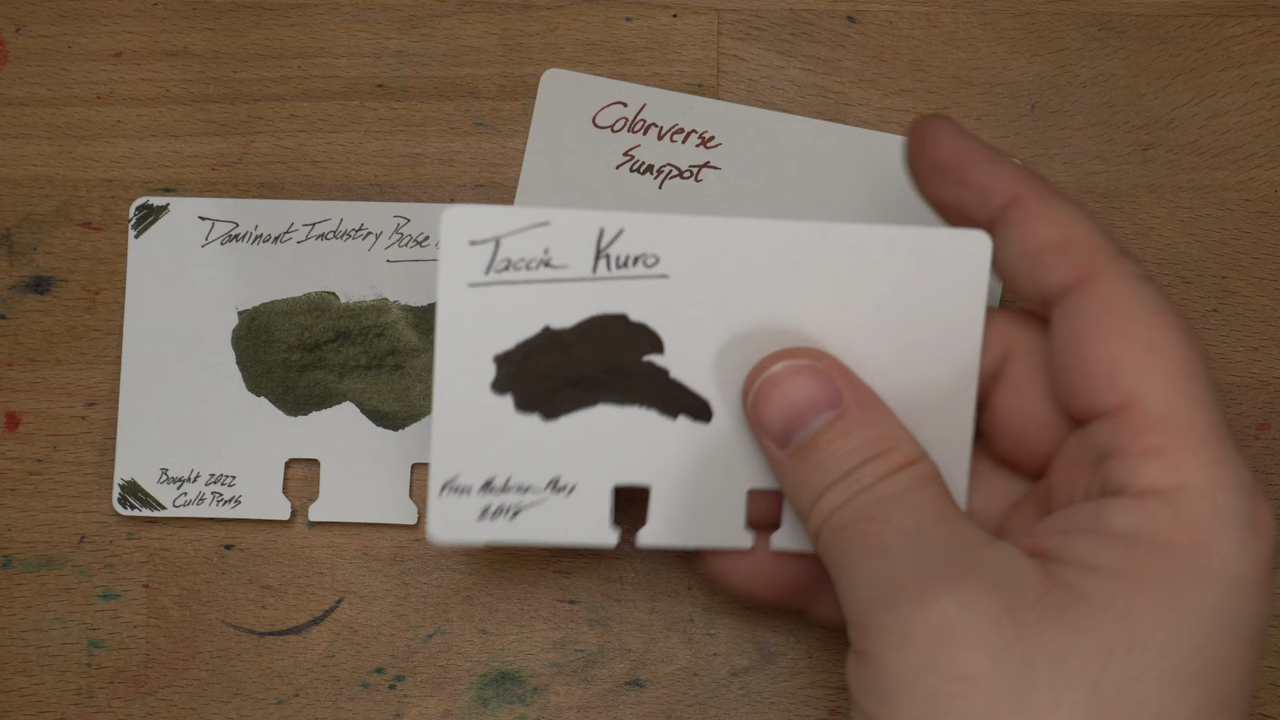 Colorverse
Sunspot
Dominant Industry Base
Taccia Kuro
Bought 2022
Cult Pens